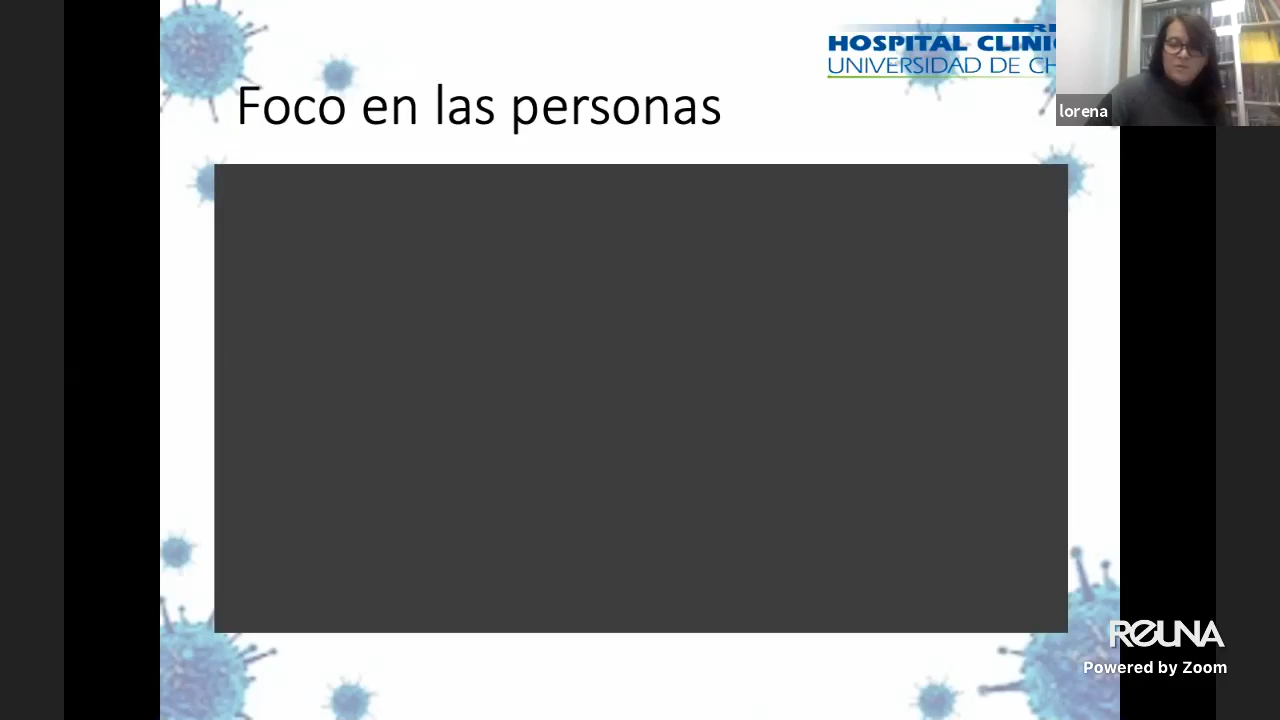 HOSPITAL CLINIC
UNIVERSIDAD DE CH
Foco en las personas
lorena
REUNA
Powered by Zoom